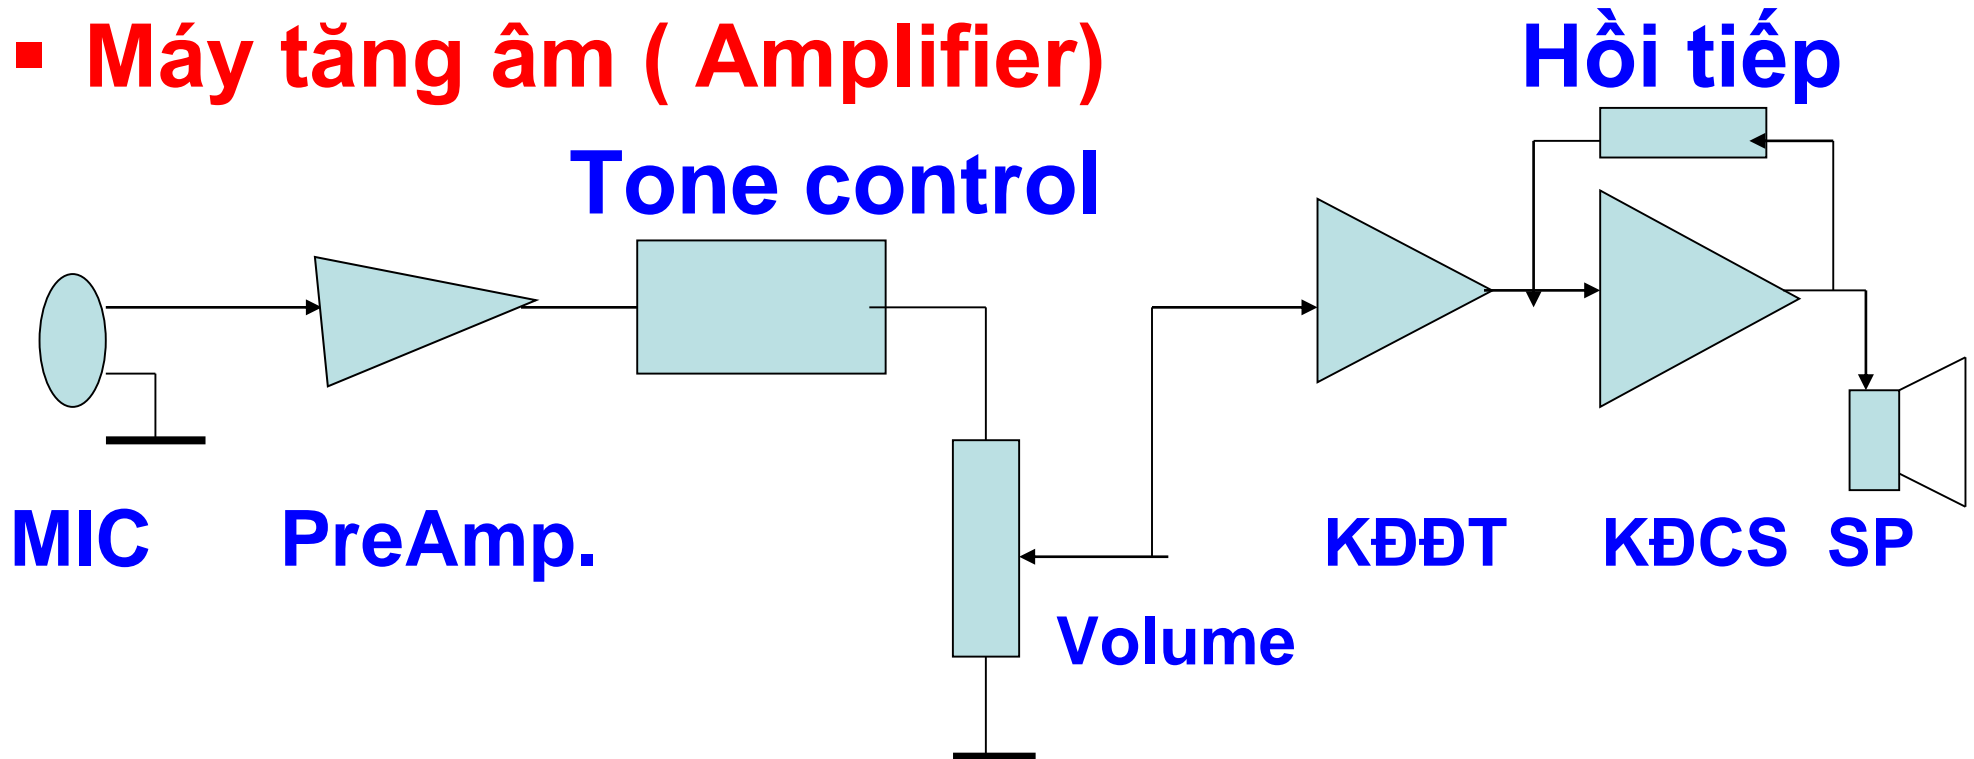 ▪ Máy tăng âm ( Amplifier)
Hồi tiếp
Tone control
MIC
PreAmp.
KĐĐT
KĐCS
SP
Volume